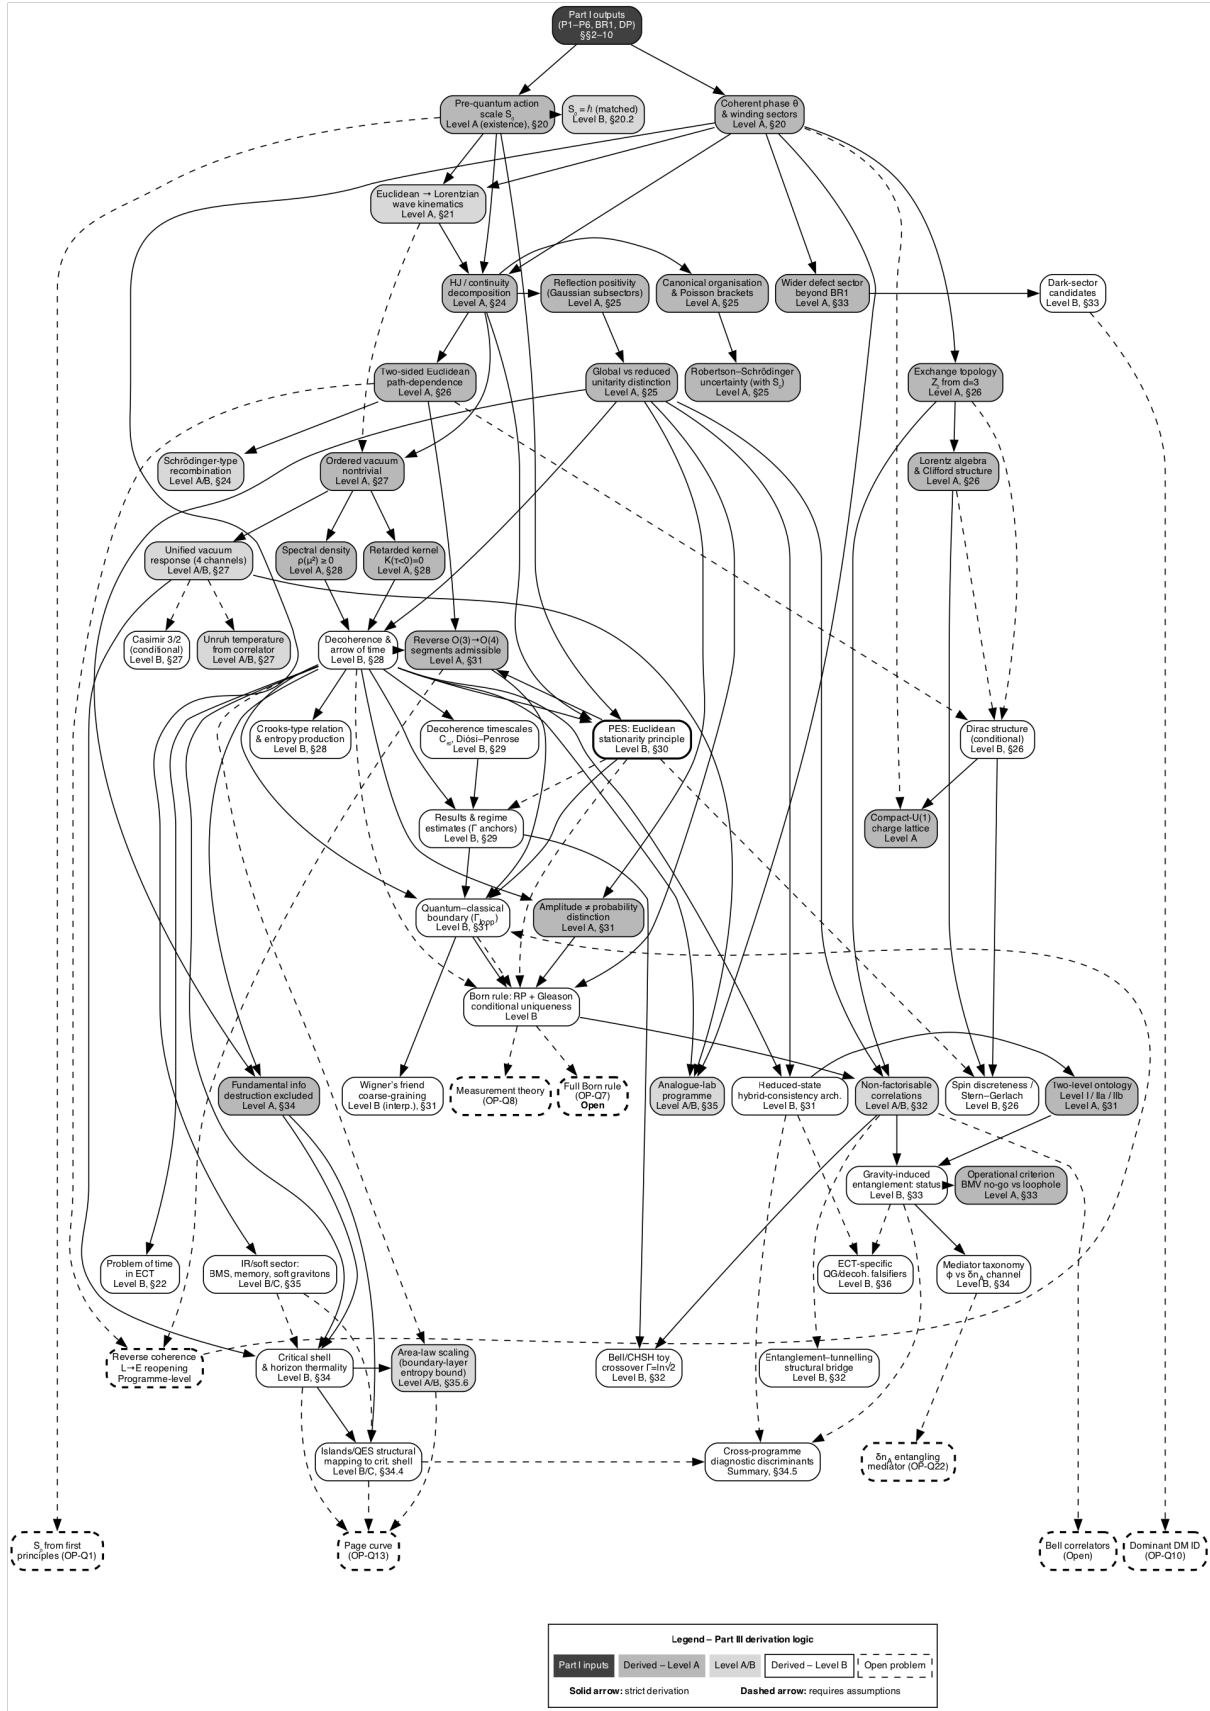 Part I outputs
(P1–P6, BR1, DP)
§§2–10
Pre-quantum action
scale S₀
Level A (existence), §20
S₀ = ℏ (matched)
Level B, §20.2
Coherent phase θ
& winding sectors
Level A, §20
Euclidean → Lorentzian
wave kinematics
Level A, §21
HJ / continuity
decomposition
Level A, §24
Reflection positivity
(Gaussian subsectors)
Level A, §25
Canonical organisation
& Poisson brackets
Level A, §25
Wider defect sector
beyond BR1
Level A, §33
Dark-sector
candidates
Level B, §33
Two-sided Euclidean
path-dependence
Level A, §26
Global vs reduced
unitarity distinction
Level A, §25
Robertson–Schrödinger
uncertainty (with S₀)
Level A, §25
Exchange topology
Z₂ from d=3
Level A, §26
Schrödinger-type
recombination
Level A/B, §24
Ordered vacuum
nontrivial
Level A, §27
Lorentz algebra
& Clifford structure
Level A, §26
Unified vacuum
response (4 channels)
Level A/B, §27
Spectral density
ρ(μ²) ≥ 0
Level A, §28
Retarded kernel
K(τ<0)=0
Level A, §28
Casimir 3/2
(conditional)
Level B, §27
Unruh temperature
from correlator
Level A/B, §27
Decoherence &
arrow of time
Level B, §28
Reverse O(3)→O(4)
segments admissible
Level A, §31
Crooks-type relation
& entropy production
Level B, §28
Decoherence timescales
Diósi–Penrose
Level B, §29
PES: Euclidean
stationarity principle
Level B, §30
Dirac structure
(conditional)
Level B, §26
Results & regime
estimates (Γ anchors)
Level B, §29
Compact-U(1)
charge lattice
Level A
Quantum–classical
boundary (Γ_loop)
Level B, §31
Amplitude ≠ probability
distinction
Level A, §31
Born rule: RP + Gleason
conditional uniqueness
Level B
Fundamental info
destruction excluded
Level A, §34
Wigner's friend
coarse-graining
Level B (interp.), §31
Measurement theory
(OP-Q8)
Full Born rule
(OP-Q7)
Open
Analogue-lab
programme
Level A/B, §35
Reduced-state
hybrid-consistency arch.
Level B, §31
Non-factorisable
correlations
Level A/B, §32
Spin discreteness /
Stern–Gerlach
Level B, §26
Two-level ontology
Level I / IIa / IIb
Level A, §31
Gravity-induced
entanglement: status
Level B, §33
Operational criterion
BMV no-go vs loophole
Level A, §33
Problem of time
in ECT
Level B, §22
IR/soft sector:
BMS, memory, soft gravitons
Level B/C, §35
ECT-specific
QG/decoh. falsifiers
Level B, §36
Mediator taxonomy
ϕ vs δn_A channel
Level B, §34
Reverse coherence
L→E reopening
Programme-level
Critical shell
& horizon thermality
Level B, §34
Area-law scaling
(boundary-layer
entropy bound)
Level A/B, §35.6
Bell/CHSH toy
crossover Γ=ln√2
Level B, §32
Entanglement–tunnelling
structural bridge
Level B, §32
Islands/QES structural
mapping to crit. shell
Level B/C, §34.4
Cross-programme
diagnostic discriminants
Summary, §34.5
δn_A entangling
mediator (OP-Q22)
S₀ from first
principles (OP-Q1)
Page curve
(OP-Q13)
Bell correlators
(Open)
Dominant DM ID
(OP-Q10)
Legend – Part III derivation logic
Part I inputs
Derived – Level A
Level A/B
Derived – Level B
Open problem
Solid arrow: strict derivation
Dashed arrow: requires assumptions